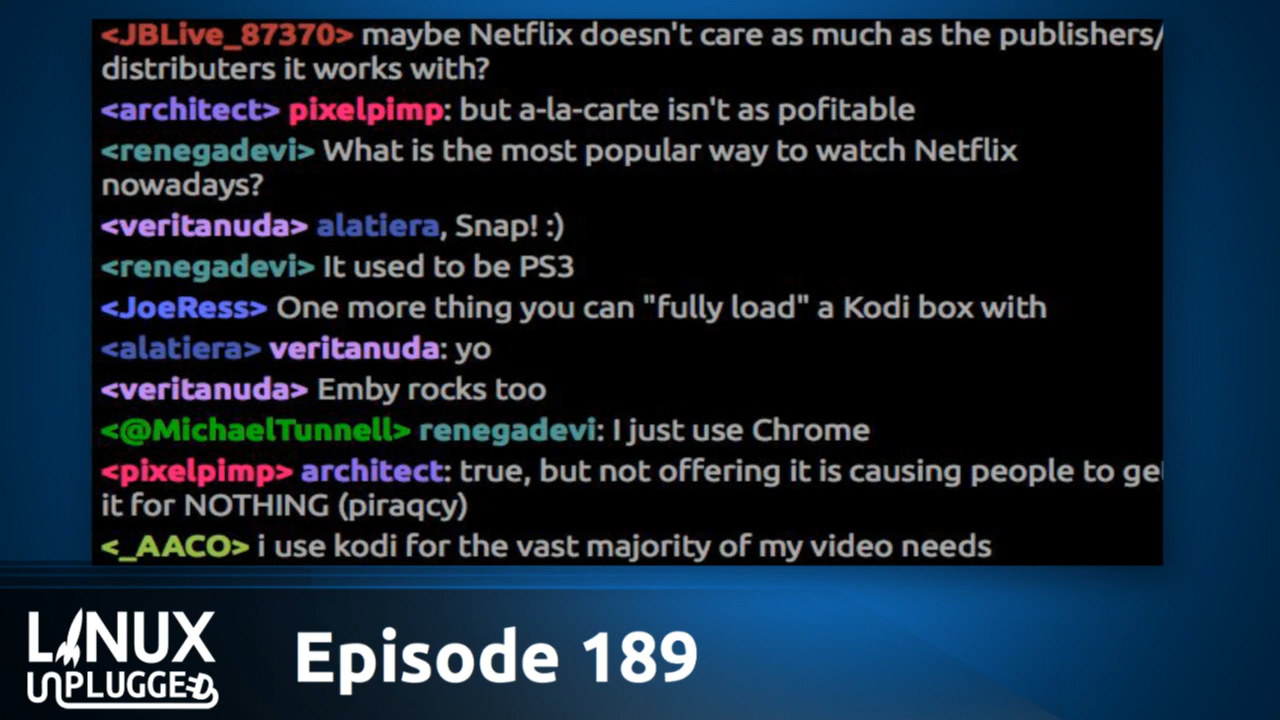 <JBLive_87370> maybe Netflix doesn't care as much as the publishers/
distributers it works with?
<architect> pixelpimp: but a-la-carte isn't as pofitable
<renegadevi> What is the most popular way to watch Netflix
nowadays?
<veritanuda> alatiera, Snap! :)
<renegadevi> It used to be PS3
<JoeRess> One more thing you can "fully load" a Kodi box with
<alatiera> veritanuda: yo
<veritanuda> Emby rocks too
<@MichaelTunnell> renegadevi: I just use Chrome
<pixelpimp> architect: true, but not offering it is causing people to get
it for NOTHING (piraqcy)
<_AACO> i use kodi for the vast majority of my video needs
LINUX
UNPLUGGED
Episode 189